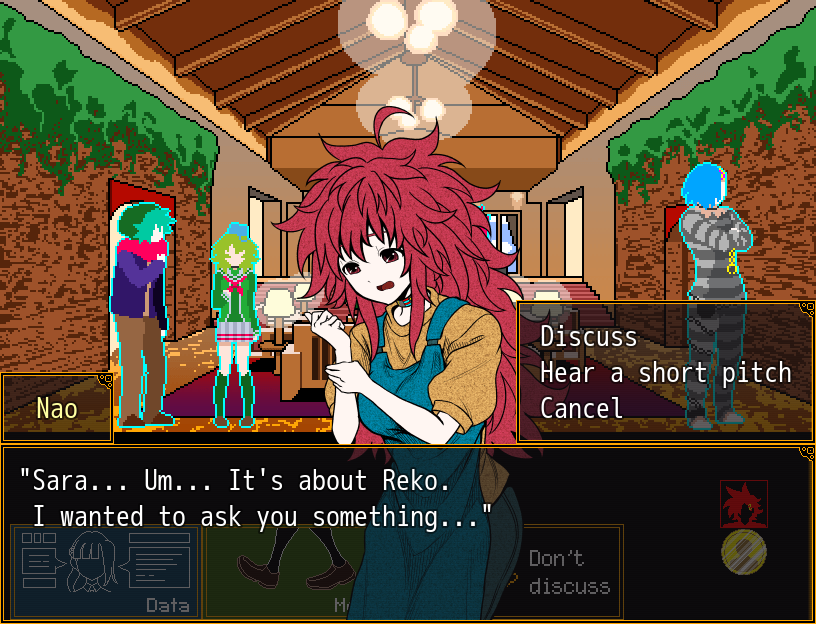 Discuss
Hear a short pitch
Cancel
Nao
"Sara... Um... It's about Reko.
I wanted to ask you something..."
Don't
discuss
Data